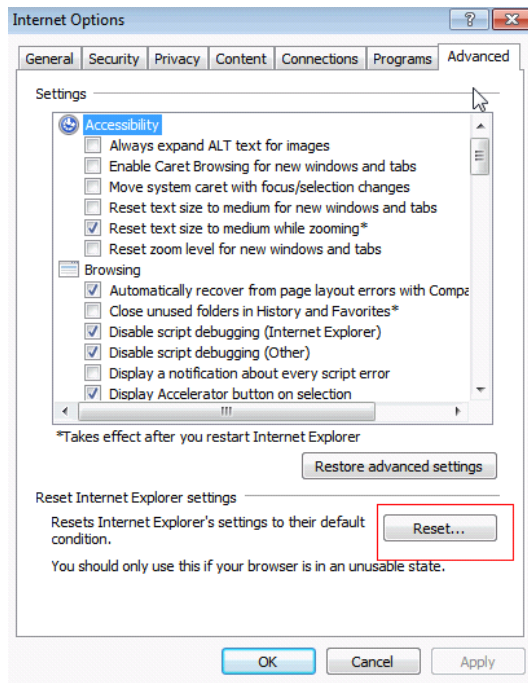 Internet Options
General Security Privacy Content Connections Programs Advanced
Settings
Accessibility
Always expand ALT text for images
Enable Caret Browsing for new windows and tabs
Move system caret with focus/selection changes
Reset text size to medium for new windows and tabs
Reset text size to medium while zooming*
Reset zoom level for new windows and tabs
Browsing
Automatically recover from page layout errors with Compa
Close unused folders in History and Favorites*
Disable script debugging (Internet Explorer)
Disable script debugging (Other)
Display a notification about every script error
Display Accelerator button on selection
*Takes effect after you restart Internet Explorer
Restore advanced settings
Reset Internet Explorer settings
Resets Internet Explorer's settings to their default
condition.
Reset...
You should only use this if your browser is in an unusable state.
OK Cancel Apply